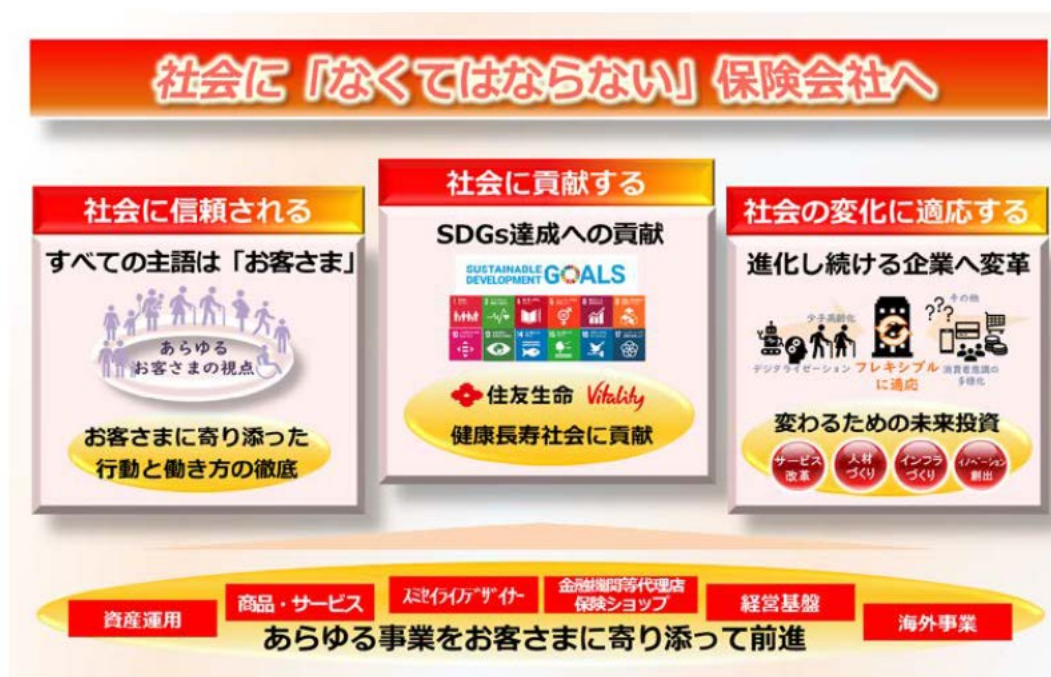 社会に「なくてはならない」保険会社へ
社会に信頼される
すべての主語は「お客さま」
あらゆる
お客さまの視点
お客さまに寄り添った
行動と働き方の徹底
社会に貢献する
SDGs達成への貢献
SUSTAINABLE
DEVELOPMENT GOALS
住友生命 Vitality
健康長寿社会に貢献
社会の変化に適応する
進化し続ける企業へ変革
少子高齢化
???
その他
デジタライゼーション
フレキシブル
に適応
消費者意識の
多様化
変わるための未来投資
サービス
改革
人材
づくり
インフラ
づくり
イノベーション
創出
資産運用
商品・サービス
スミセイライフデザイナー
金融機関等代理店
保険ショップ
経営基盤
海外事業
あらゆる事業をお客さまに寄り添って前進